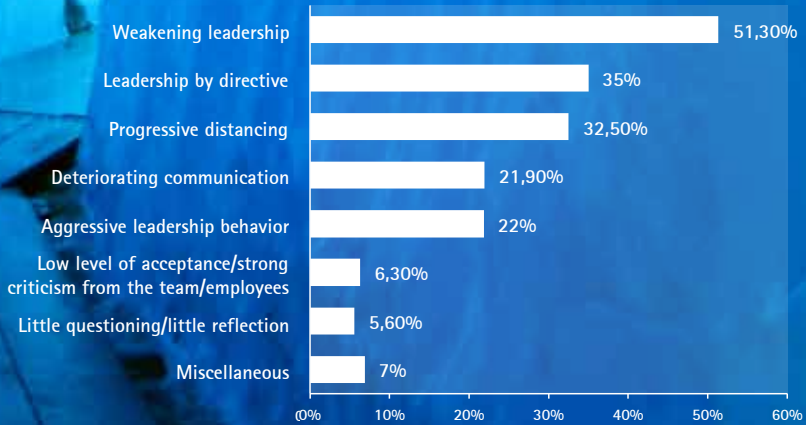 Weakening leadership 51,30%
Leadership by directive 35%
Progressive distancing 32,50%
Deteriorating communication 21,90%
Aggressive leadership behavior 22%
Low level of acceptance/strong
criticism from the team/employees 6,30%
Little questioning/little reflection 5,60%
Miscellaneous 7%
(0% 10% 20% 30% 40% 50% 60%